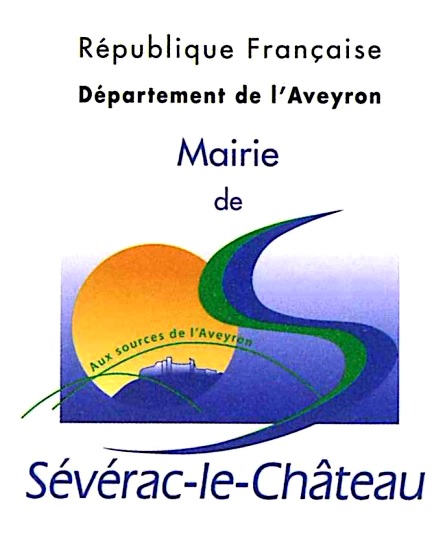 République Française
Département de l'Aveyron
Mairie
de
Aux sources de l'Aveyron
Sévérac-le-Château